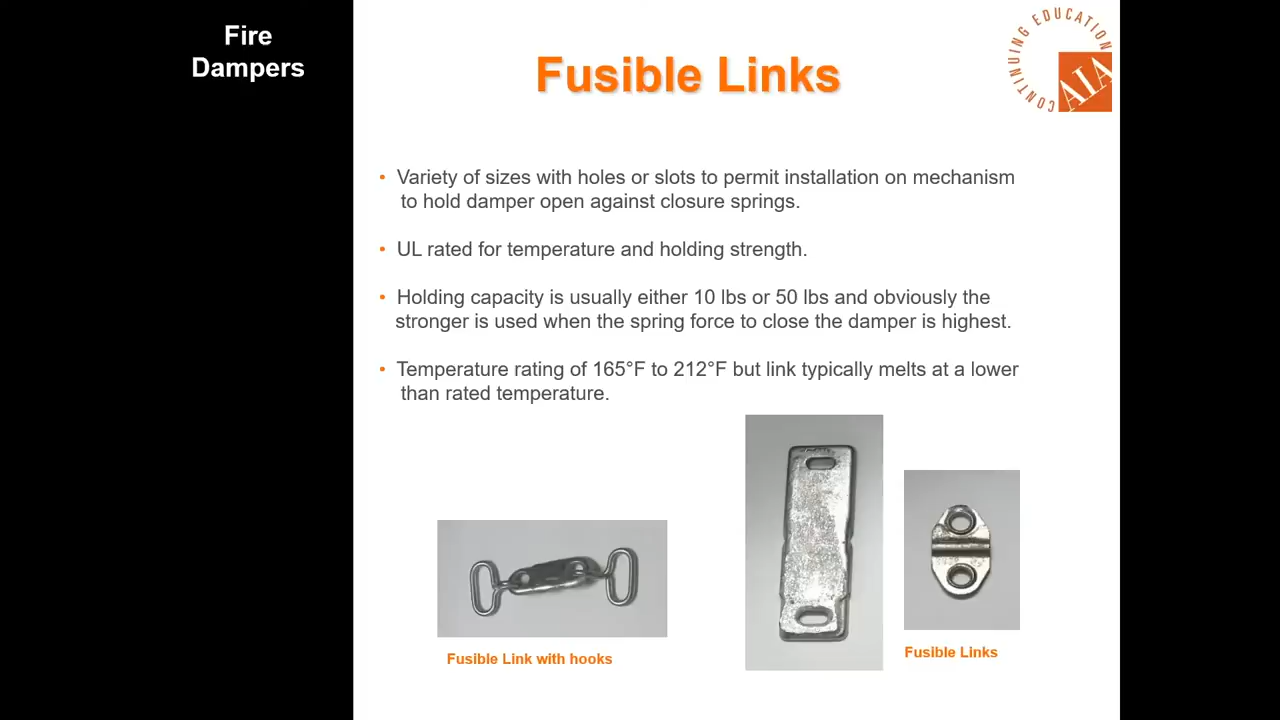 Fire
Dampers
Fusible Links
CONTINUING EDUCATION
AIA
• Variety of sizes with holes or slots to permit installation on mechanism
to hold damper open against closure springs.
• UL rated for temperature and holding strength.
• Holding capacity is usually either 10 lbs or 50 lbs and obviously the
stronger is used when the spring force to close the damper is highest.
• Temperature rating of 165°F to 212°F but link typically melts at a lower
than rated temperature.
Fusible Link with hooks
Fusible Links